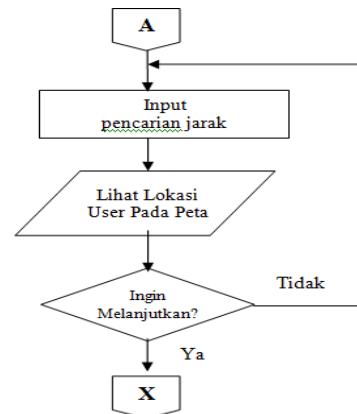 A
Input
pencarian jarak
Lihat Lokasi
User Pada Peta
Ingin
Melanjutkan?
Tidak
Ya
X